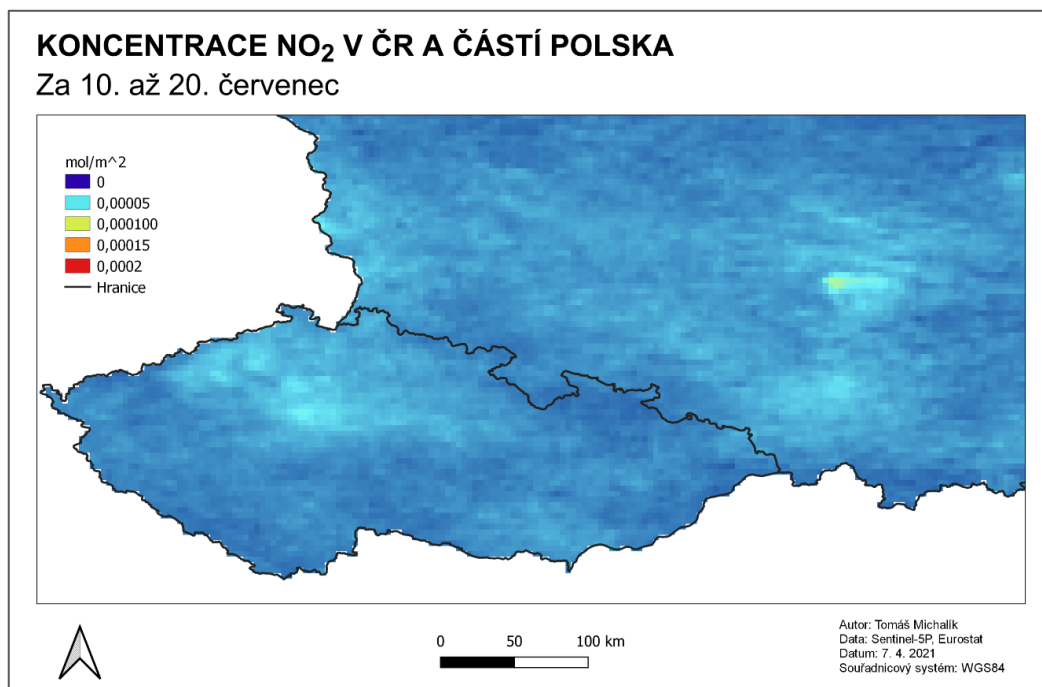 KONCENTRACE NO₂ V ČR A ČÁSTÍ POLSKA
Za 10. až 20. červenec
mol/m^2
0
0,00005
0,000100
0,00015
0,0002
Hranice
0 50 100 km
Autor: Tomáš Michalík
Data: Sentinel-5P, Eurostat
Datum: 7. 4. 2021
Souřadnicový systém: WGS84